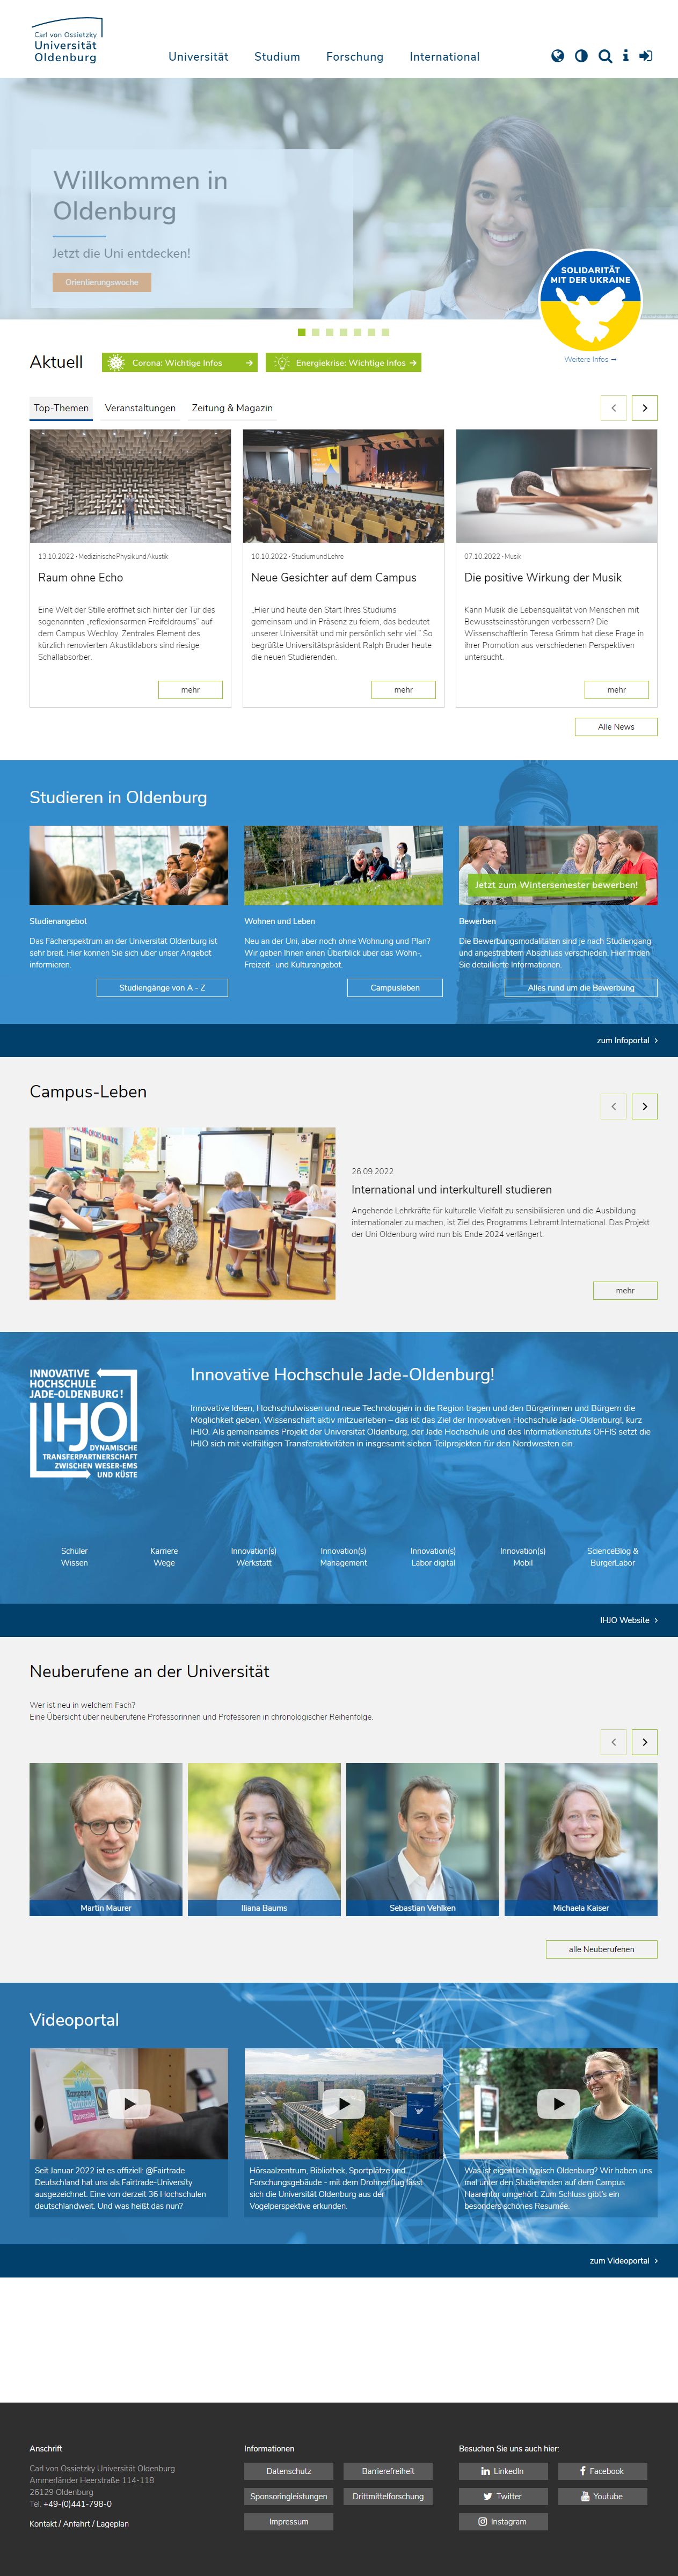 Carl von Ossietzky
Universität
Oldenburg
Universität
Studium
Forschung
International
Willkommen in
Oldenburg
Jetzt die Uni entdecken!
Orientierungswoche
SOLIDARITÄT
MIT DER UKRAINE
Weitere Infos →
Aktuell
Corona: Wichtige Infos
Energiekrise: Wichtige Infos
Top-Themen
Veranstaltungen
Zeitung & Magazin
13.10.2022 · Medizinische Physik und Akustik
Raum ohne Echo
Eine Welt der Stille eröffnet sich hinter der Tür des
sogenannten „reflexionsarmen Freifeldraums“ auf
dem Campus Wechloy. Zentrales Element des
kürzlich renovierten Akustiklabors sind riesige
Schallabsorber.
mehr
10.10.2022 · Studium und Lehre
Neue Gesichter auf dem Campus
„Hier und heute den Start Ihres Studiums
gemeinsam und in Präsenz zu feiern, das bedeutet
unserer Universität und mir persönlich sehr viel.“ So
begrüßte Universitätspräsident Ralph Bruder heute
die neuen Studierenden.
mehr
07.10.2022 · Musik
Die positive Wirkung der Musik
Kann Musik die Lebensqualität von Menschen mit
Bewusstseinsstörungen verbessern? Die
Wissenschaftlerin Teresa Grimm hat diese Frage in
ihrer Promotion aus verschiedenen Perspektiven
untersucht.
mehr
Alle News
Studieren in Oldenburg
Studienangebot
Das Fächerspektrum an der Universität Oldenburg ist
sehr breit. Hier können Sie sich über unser Angebot
informieren.
Studiengänge von A - Z
Wohnen und Leben
Neu an der Uni, aber noch ohne Wohnung und Plan?
Wir geben Ihnen einen Überblick über das Wohn-,
Freizeit- und Kulturangebot.
Campusleben
Jetzt zum Wintersemester bewerben!
Bewerben
Die Bewerbungsmodalitäten sind je nach Studiengang
und angestrebtem Abschluss verschieden. Hier finden
Sie detaillierte Informationen.
Alles rund um die Bewerbung
zum Infoportal
Campus-Leben
26.09.2022
International und interkulturell studieren
Angehende Lehrkräfte für kulturelle Vielfalt zu sensibilisieren und die Ausbildung
internationaler zu machen, ist Ziel des Programms Lehramt.International. Das Projekt
der Uni Oldenburg wird nun bis Ende 2024 verlängert.
mehr
INNOVATIVE
HOCHSCHULE
JADE-OLDENBURG!
IHJO
DYNAMISCHE
TRANSFERPARTNERSCHAFT
ZWISCHEN WESER-EMS
UND KÜSTE
Innovative Hochschule Jade-Oldenburg!
Innovative Ideen, Hochschulwissen und neue Technologien in die Region tragen und den Bürgerinnen und Bürgern die
Möglichkeit geben, Wissenschaft aktiv mitzuerleben – das ist das Ziel der Innovativen Hochschule Jade-Oldenburg!, kurz
IHJO. Als gemeinsames Projekt der Universität Oldenburg, der Jade Hochschule und des Informatikinstituts OFFIS setzt die
IHJO sich mit vielfältigen Transferaktivitäten in insgesamt sieben Teilprojekten für den Nordwesten ein.
Schüler
Wissen
Karriere
Wege
Innovation(s)
Werkstatt
Innovation(s)
Management
Innovation(s)
Labor digital
Innovation(s)
Mobil
ScienceBlog &
BürgerLabor
IHJO Website
Neuberufene an der Universität
Wer ist neu in welchem Fach?
Eine Übersicht über neuberufene Professorinnen und Professoren in chronologischer Reihenfolge.
Martin Maurer
Iliana Baums
Sebastian Vehlken
Michaela Kaiser
alle Neuberufenen
Videoportal
Seit Januar 2022 ist es offiziell: @Fairtrade
Deutschland hat uns als Fairtrade-University
ausgezeichnet. Eine von derzeit 36 Hochschulen
deutschlandweit. Und was heißt das nun?
Hörsaalzentrum, Bibliothek, Sportplätze und
Forschungsgebäude - mit dem Drohnenflug lässt
sich die Universität Oldenburg aus der
Vogelperspektive erkunden.
Was ist eigentlich typisch Oldenburg? Wir haben uns
mal unter den Studierenden auf dem Campus
Haarentor umgehört. Zum Schluss gibt's ein
besonders schönes Resumée.
zum Videoportal
Anschrift
Carl von Ossietzky Universität Oldenburg
Ammerländer Heerstraße 114-118
26129 Oldenburg
Tel. +49-(0)441-798-0
Kontakt / Anfahrt / Lageplan
Informationen
Datenschutz
Barrierefreiheit
Sponsoringleistungen
Drittmittelforschung
Impressum
Besuchen Sie uns auch hier:
LinkedIn
Facebook
Twitter
Youtube
Instagram